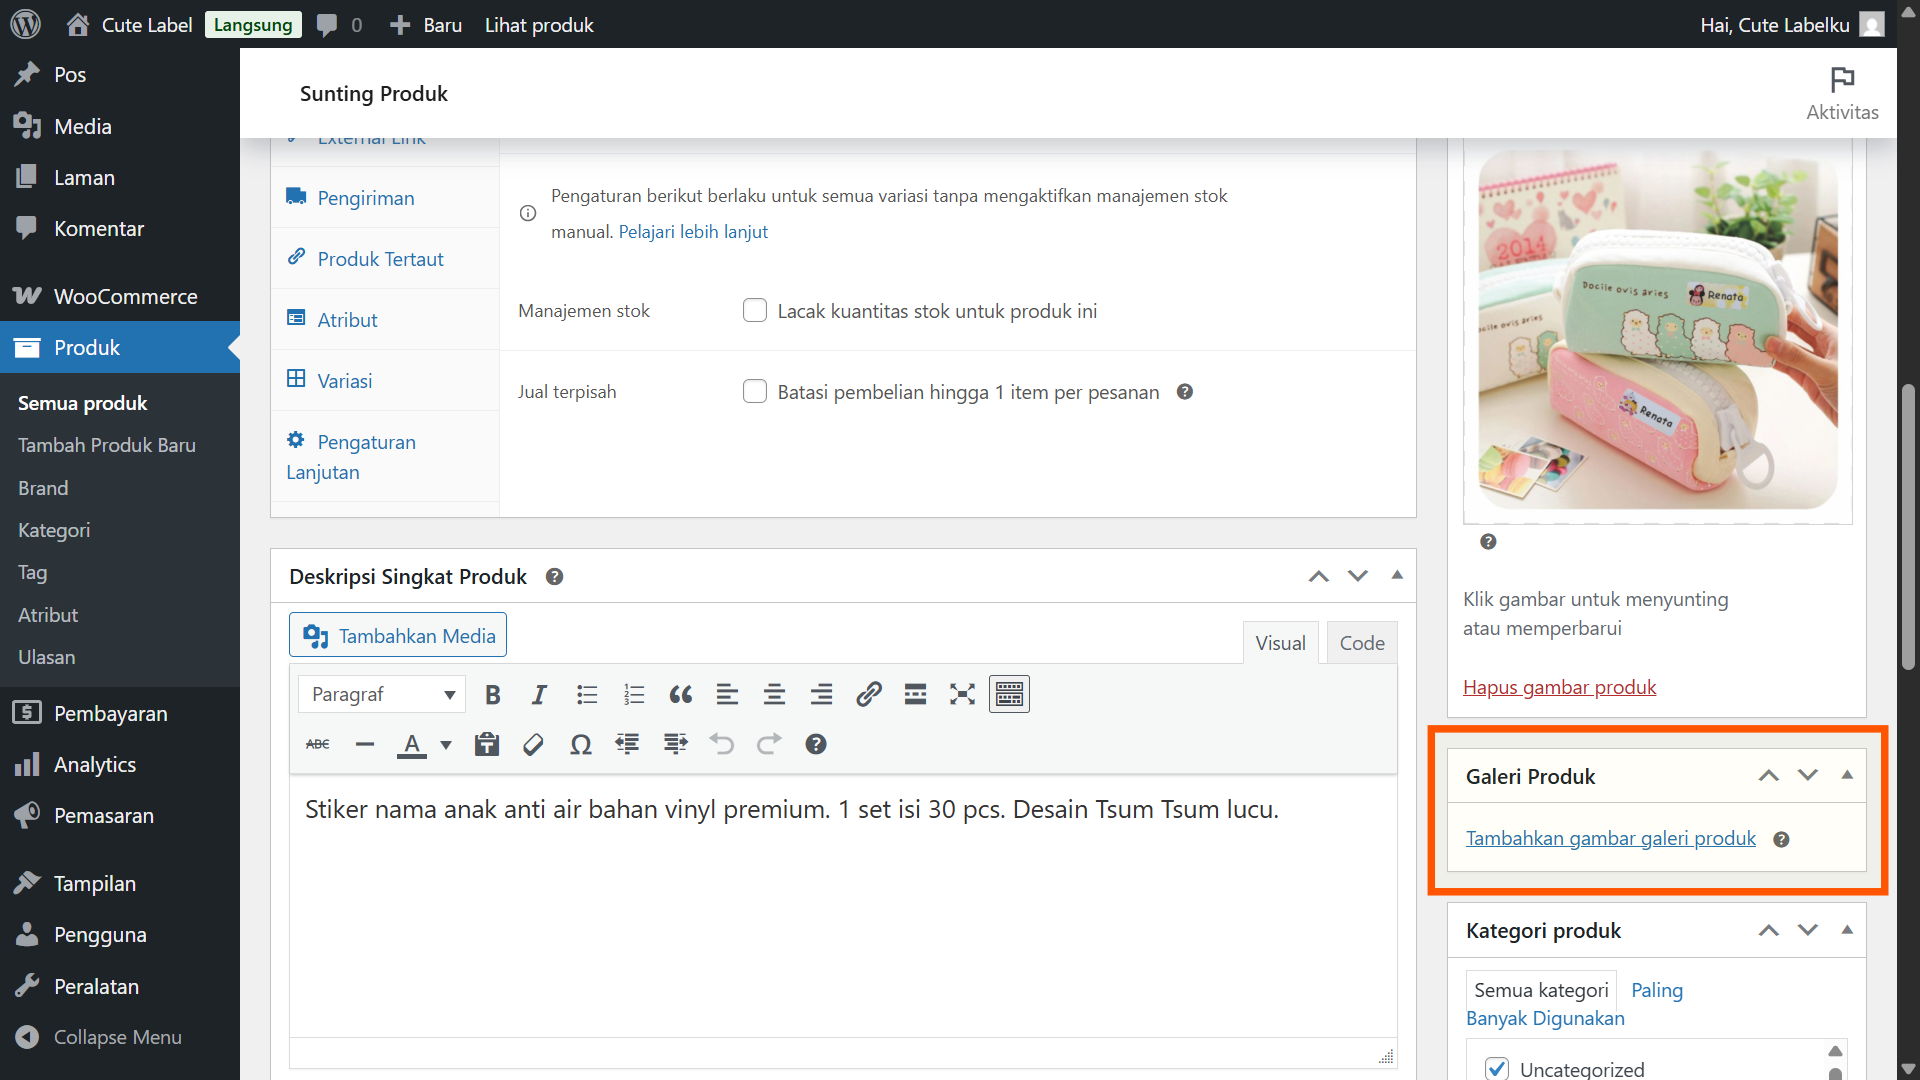 Cute Label
Langsung
0
Baru
Lihat produk
Hai, Cute Labelku
Pos
Media
Laman
Komentar
WooCommerce
Produk
Semua produk
Tambah Produk Baru
Brand
Kategori
Tag
Atribut
Ulasan
Pembayaran
Analytics
Pemasaran
Tampilan
Pengguna
Peralatan
Collapse Menu
Sunting Produk
Aktivitas
External Link
Pengiriman
Produk Tertaut
Atribut
Variasi
Pengaturan
Lanjutan
Pengaturan berikut berlaku untuk semua variasi tanpa mengaktifkan manajemen stok
manual. Pelajari lebih lanjut
Manajemen stok
Lacak kuantitas stok untuk produk ini
Jual terpisah
Batasi pembelian hingga 1 item per pesanan
Deskripsi Singkat Produk
Tambahkan Media
Visual
Code
Paragraf
ABC
Stiker nama anak anti air bahan vinyl premium. 1 set isi 30 pcs. Desain Tsum Tsum lucu.
2014
Docile ovis aries
Renata
cile ovis aries
Renata
Klik gambar untuk menyunting
atau memperbarui
Hapus gambar produk
Galeri Produk
Tambahkan gambar galeri produk
Kategori produk
Semua kategori
Paling
Banyak Digunakan
Uncategorized